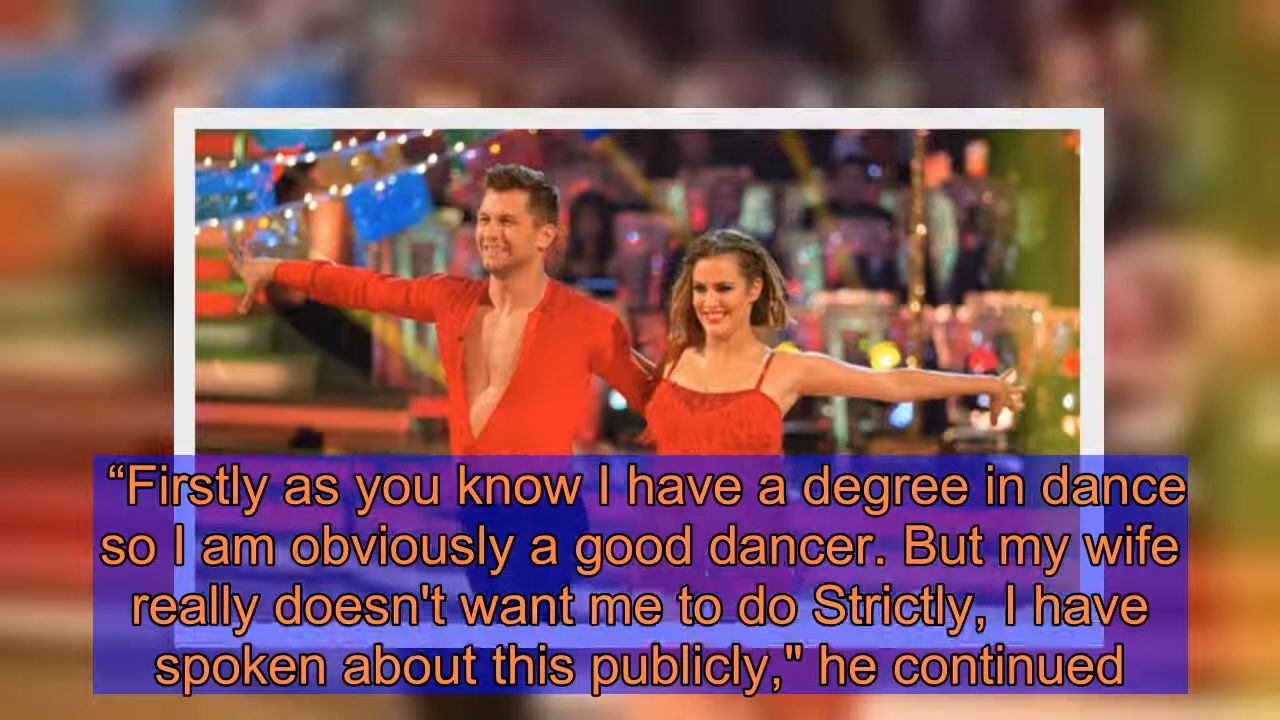 “Firstly as you know I have a degree in dance
so I am obviously a good dancer. But my wife
really doesn't want me to do Strictly, I have
spoken about this publicly," he continued